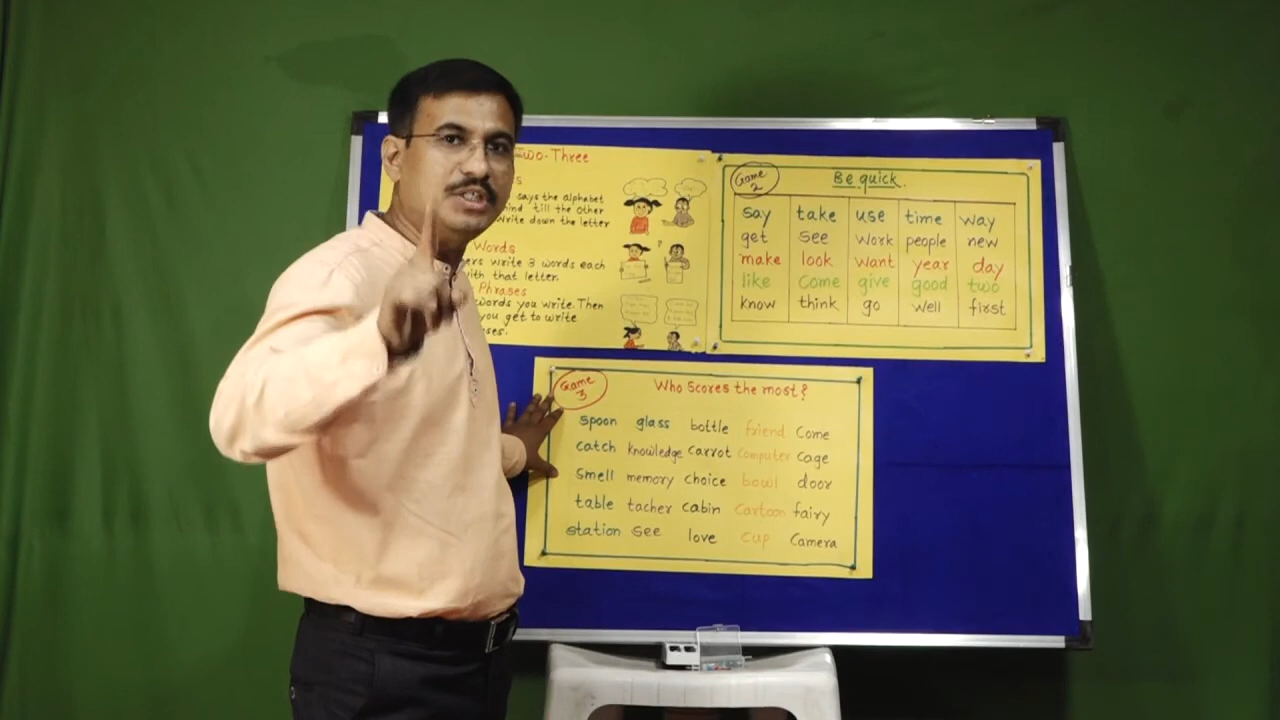 Two-Three
says the alphabet
till the other
write down the letter
Words
write 3 words each
with that letter.
Phrases
words you write. Then
you get to write
Game 2
Be quick.
say take use time way
get see work people new
make look want year day
like come give good two
know think go well first
Game 3
Who Scores the most?
spoon glass bottle friend Come
catch knowledge carrot computer cage
smell memory choice bowl door
table tacher cabin Cartoon fairy
station see love cup Camera